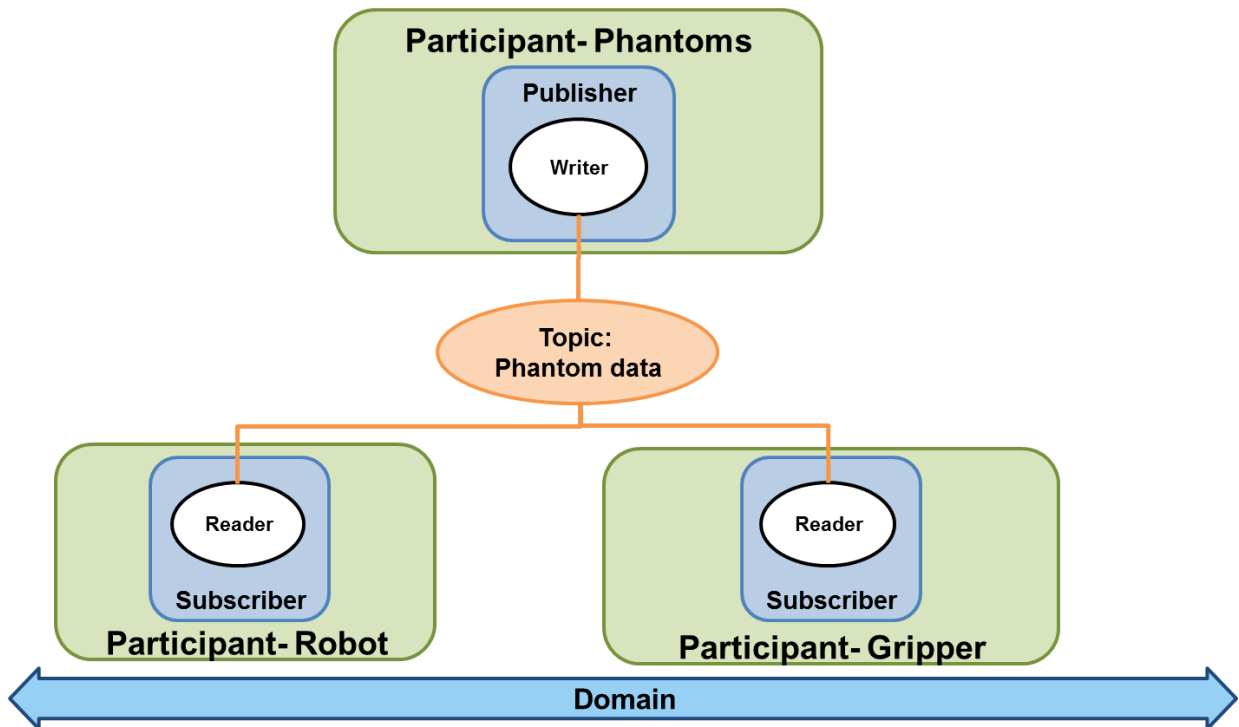 Participant- Phantoms
Publisher
Writer
Topic:
Phantom data
Reader
Subscriber
Participant- Robot
Reader
Subscriber
Participant- Gripper
Domain